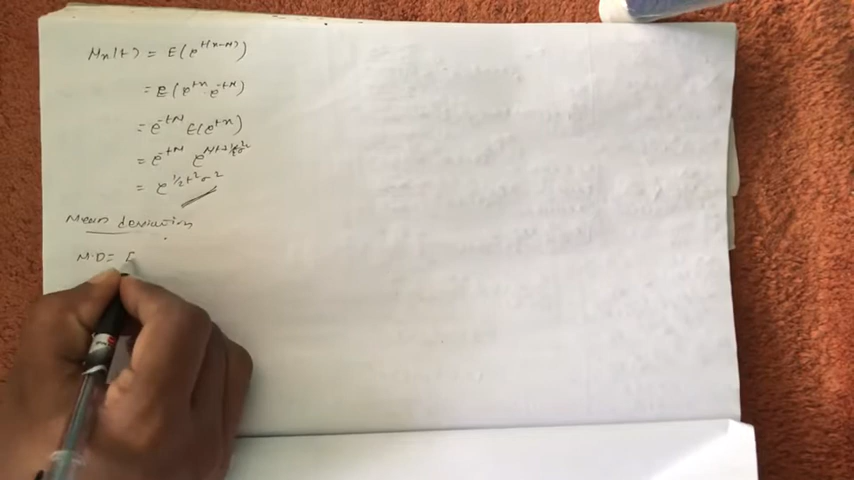 Mx(t) = E(e^t(x-μ))
= E(e^tx · e^-tμ)
= e^-tμ E(e^tx)
= e^-tμ e^μt+½t²σ²
= e^½t²σ²
Mean deviation
M.D = E